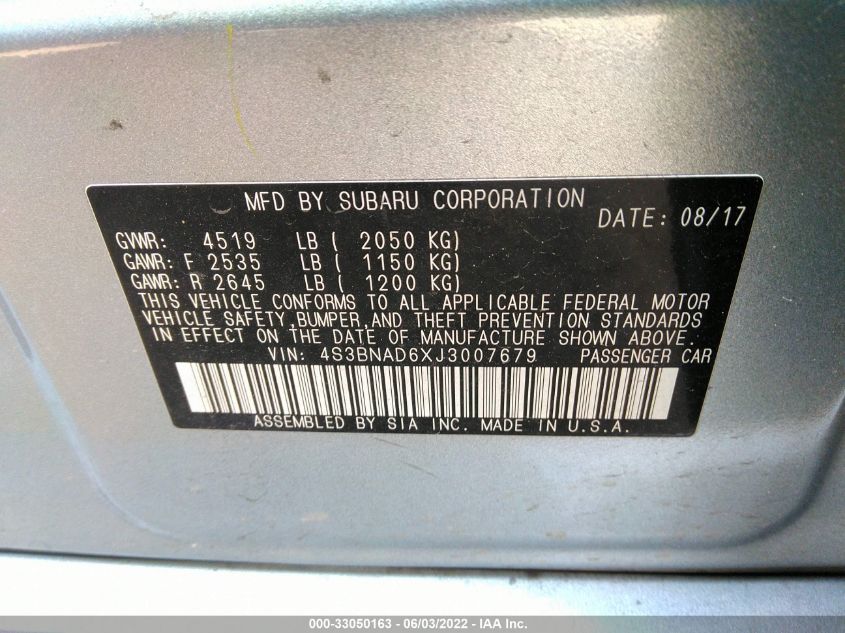 MFD BY SUBARU CORPORATION
DATE: 08/17
GVWR: 4519 LB ( 2050 KG)
GAWR: F 2535 LB ( 1150 KG)
GAWR: R 2645 LB ( 1200 KG)
THIS VEHICLE CONFORMS TO ALL APPLICABLE FEDERAL MOTOR
VEHICLE SAFETY,BUMPER,AND THEFT PREVENTION STANDARDS
IN EFFECT ON THE DATE OF MANUFACTURE SHOWN ABOVE.
VIN: 4S3BNAD6XJ3007679 PASSENGER CAR
ASSEMBLED BY SIA INC. MADE IN U.S.A.
000-33050163 - 06/03/2022 - IAA Inc.